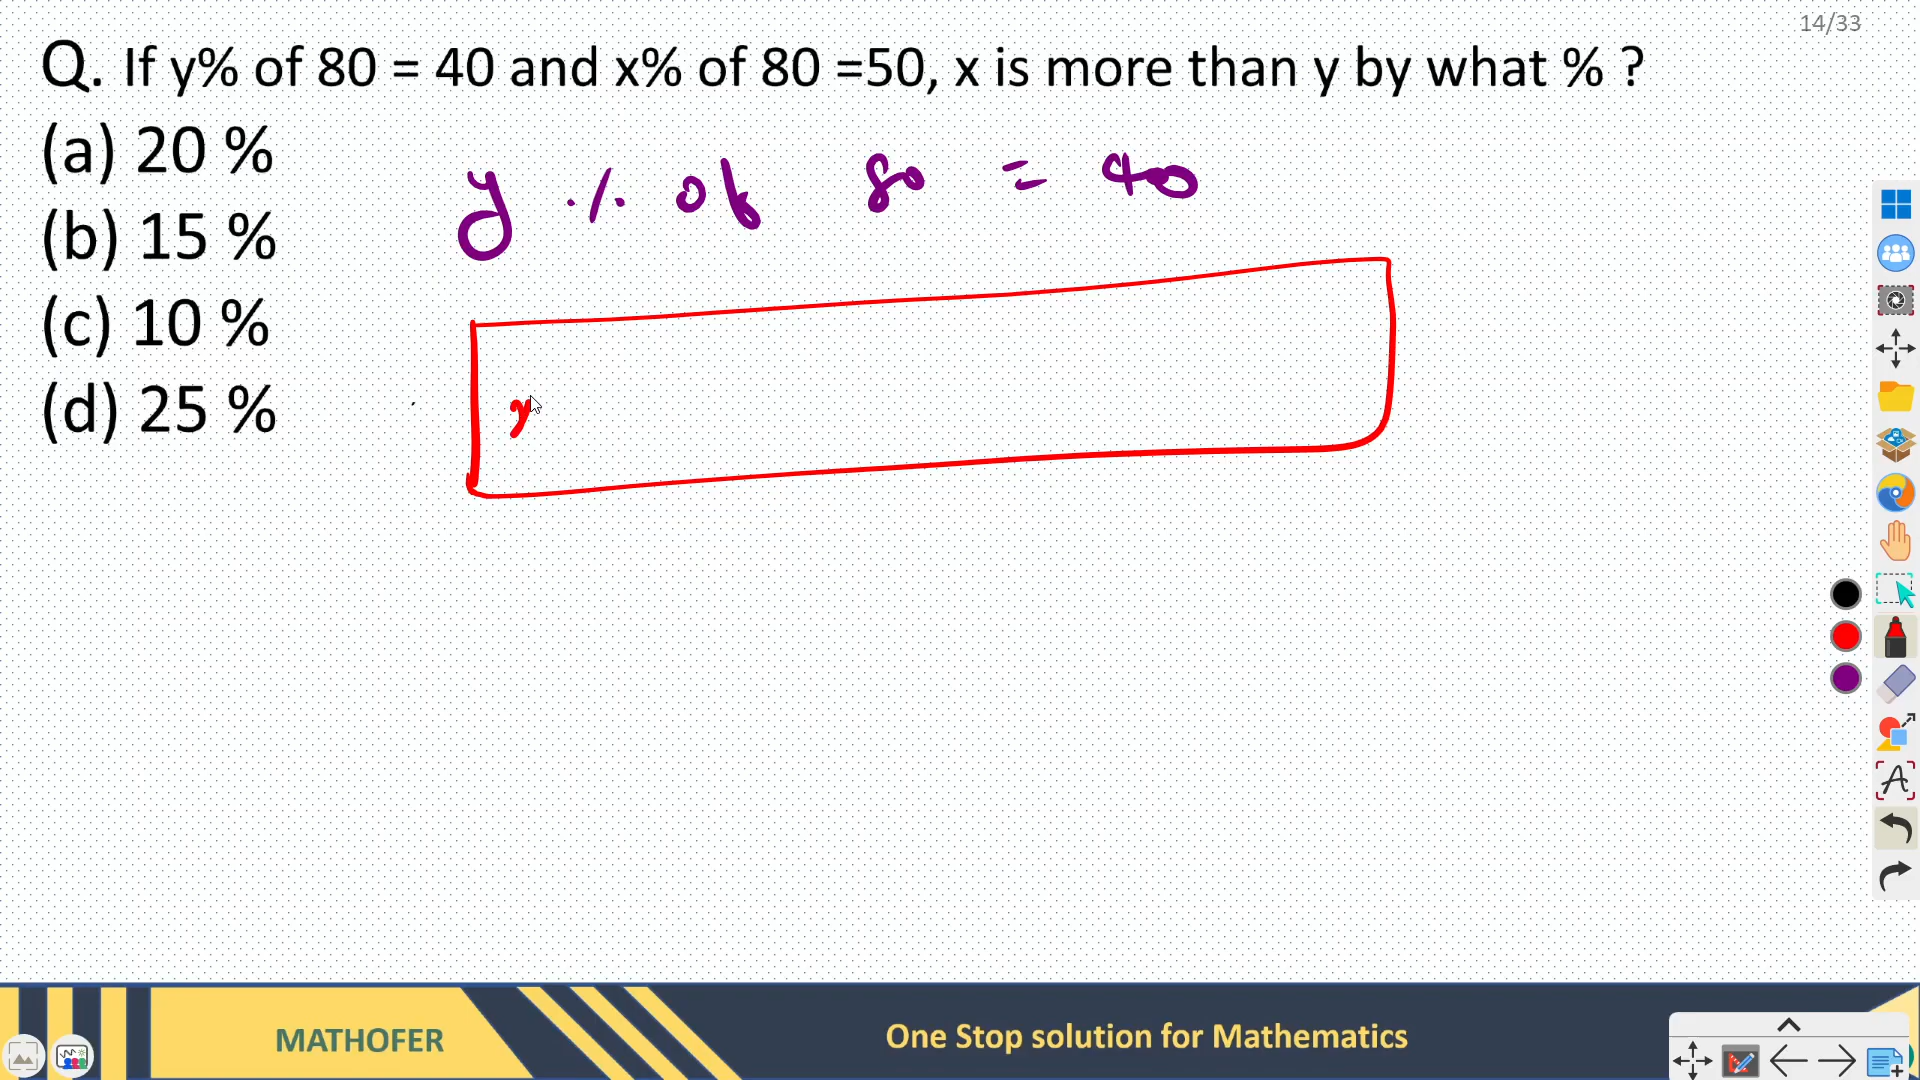 14/33
Q. If y% of 80 = 40 and x% of 80 =50, x is more than y by what % ?
(a) 20 %
y % of 80 = 40
(b) 15 %
(c) 10 %
(d) 25 %
MATHOFER
One Stop solution for Mathematics